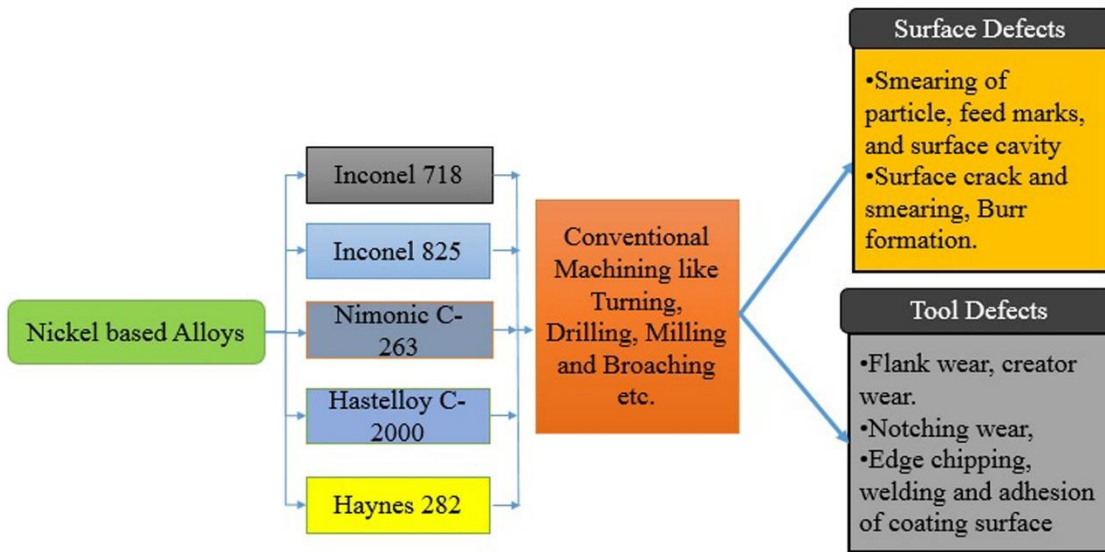 Nickel based Alloys
Inconel 718
Inconel 825
Nimonic C-
263
Hastelloy C-
2000
Haynes 282
Conventional
Machining like
Turning,
Drilling, Milling
and Broaching
etc.
Surface Defects
•Smearing of
particle, feed marks,
and surface cavity
•Surface crack and
smearing, Burr
formation.
Tool Defects
•Flank wear, creator
wear.
•Notching wear,
•Edge chipping,
welding and adhesion
of coating surface